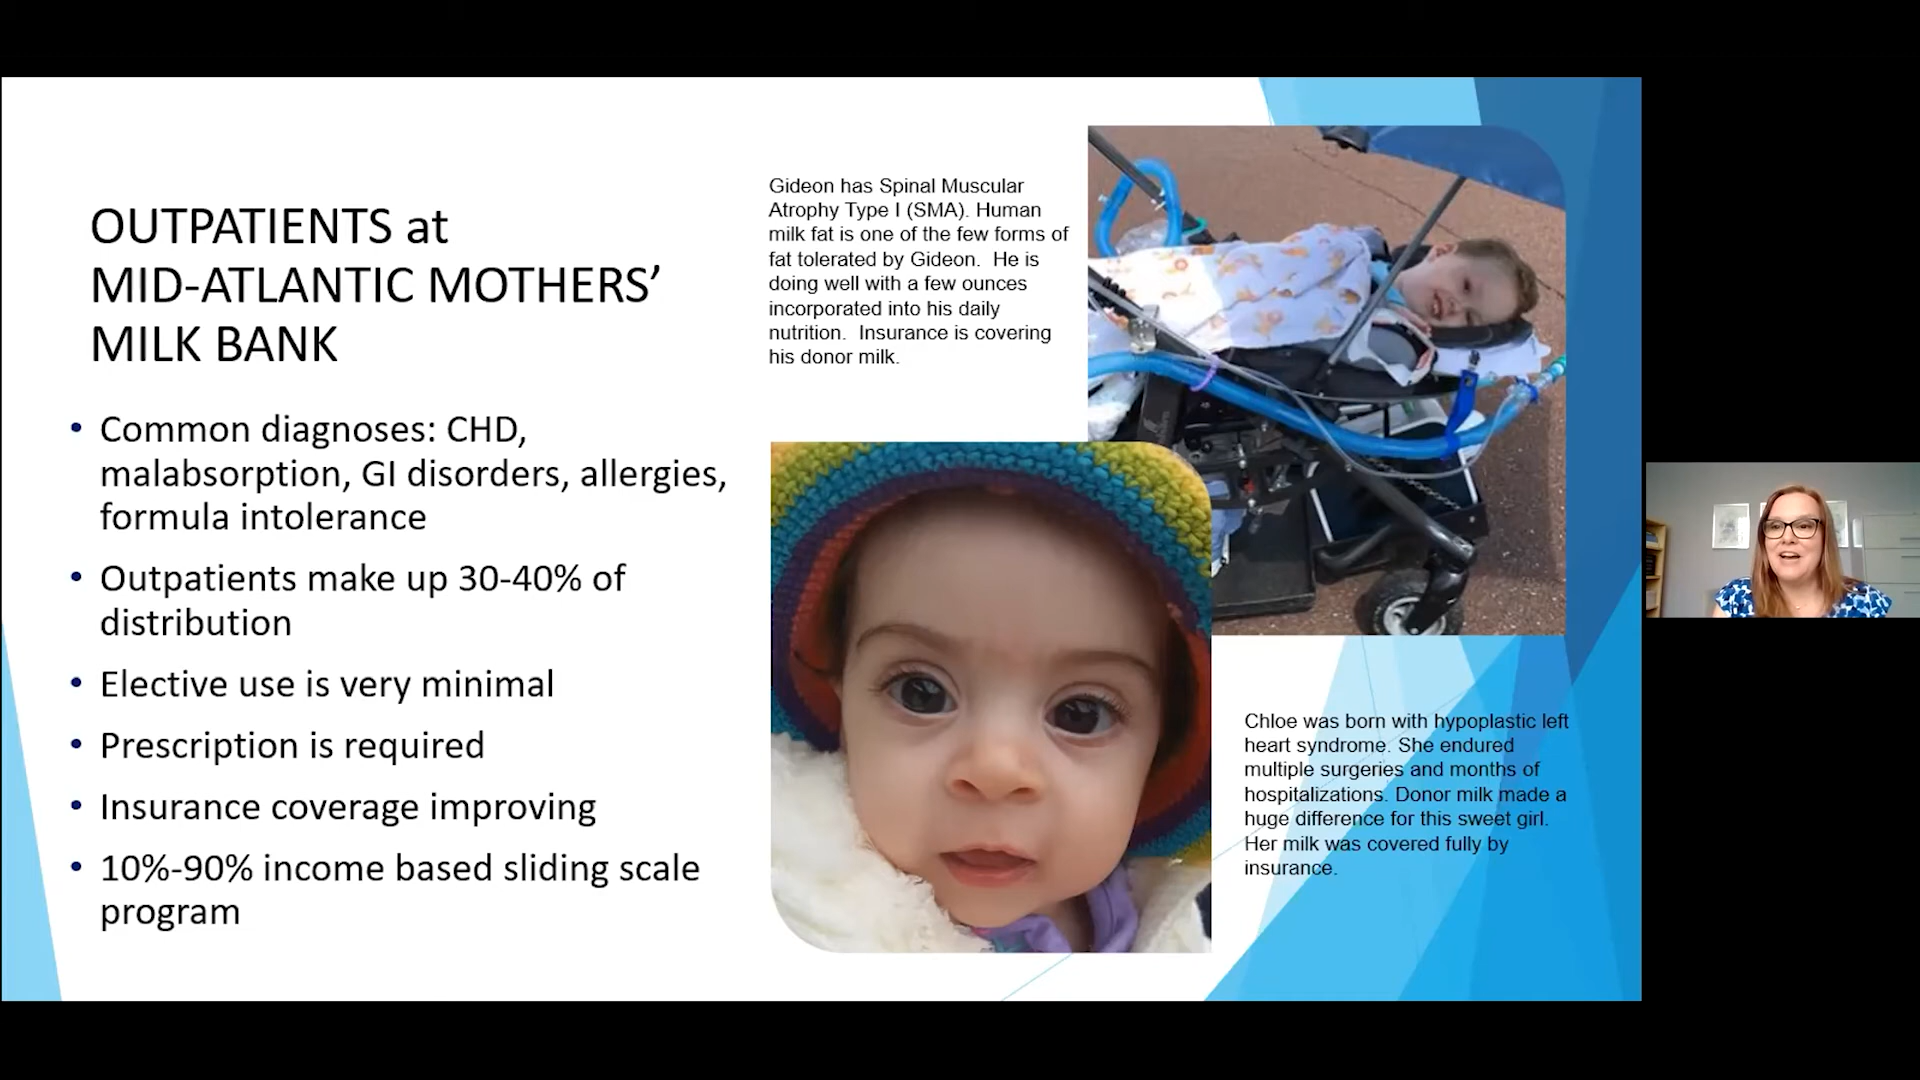 OUTPATIENTS at
MID-ATLANTIC MOTHERS’
MILK BANK
• Common diagnoses: CHD,
malabsorption, GI disorders, allergies,
formula intolerance
• Outpatients make up 30-40% of
distribution
• Elective use is very minimal
• Prescription is required
• Insurance coverage improving
• 10%-90% income based sliding scale
program
Gideon has Spinal Muscular
Atrophy Type I (SMA). Human
milk fat is one of the few forms of
fat tolerated by Gideon.  He is
doing well with a few ounces
incorporated into his daily
nutrition.  Insurance is covering
his donor milk.
Chloe was born with hypoplastic left
heart syndrome. She endured
multiple surgeries and months of
hospitalizations. Donor milk made a
huge difference for this sweet girl.
Her milk was covered fully by
insurance.